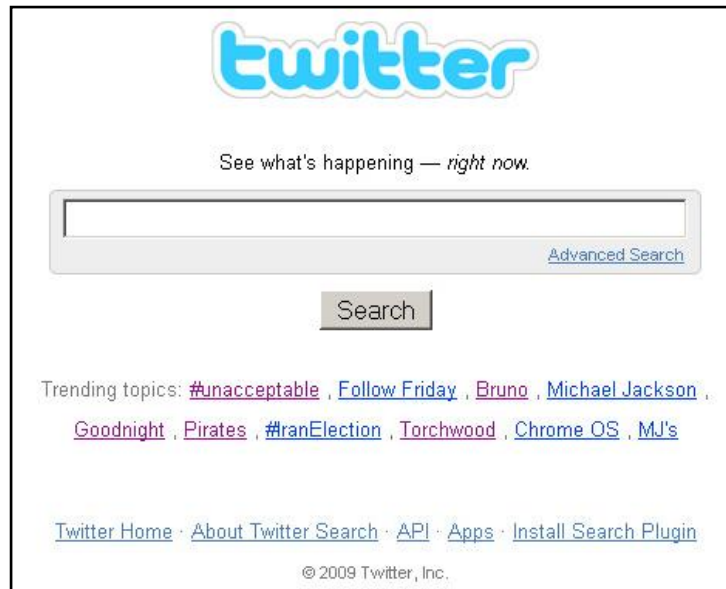 twitter
See what's happening — right now.
Advanced Search
Search
Trending topics: #unacceptable , Follow Friday , Bruno , Michael Jackson ,
Goodnight , Pirates , #IranElection , Torchwood , Chrome OS , MJ's
Twitter Home · About Twitter Search · API · Apps · Install Search Plugin
© 2009 Twitter, Inc.